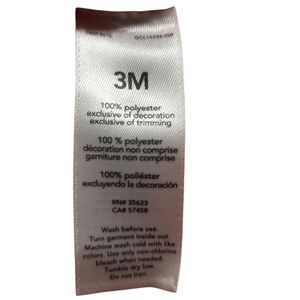 3M
100% polyester
exclusive of decoration
exclusive of trimming
100 % polyester
décoration non comprise
garniture non comprise
100% poliéster
excluyendo la decoración
RN# 35623
CA# 57458
Wash before use.
Turn garment inside out.
Machine wash cold with like
colors. Use only non-chlorine
bleach when needed.
Tumble dry low.
Do not iron.